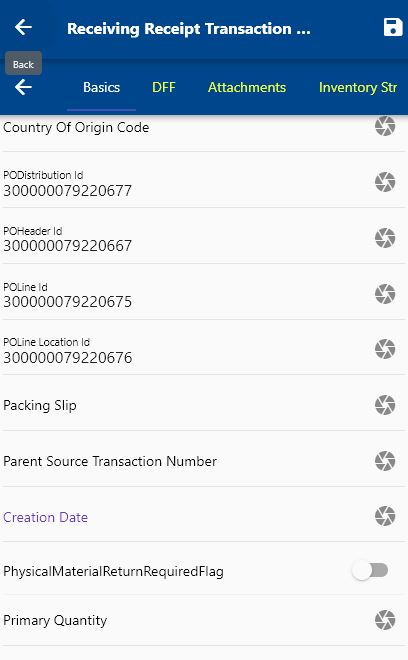 Receiving Receipt Transaction ...
Back
Basics DFF Attachments Inventory Str
Country Of Origin Code
PODistribution Id
300000079220677
POHeader Id
300000079220667
POLine Id
300000079220675
POLine Location Id
300000079220676
Packing Slip
Parent Source Transaction Number
Creation Date
PhysicalMaterialReturnRequiredFlag
Primary Quantity